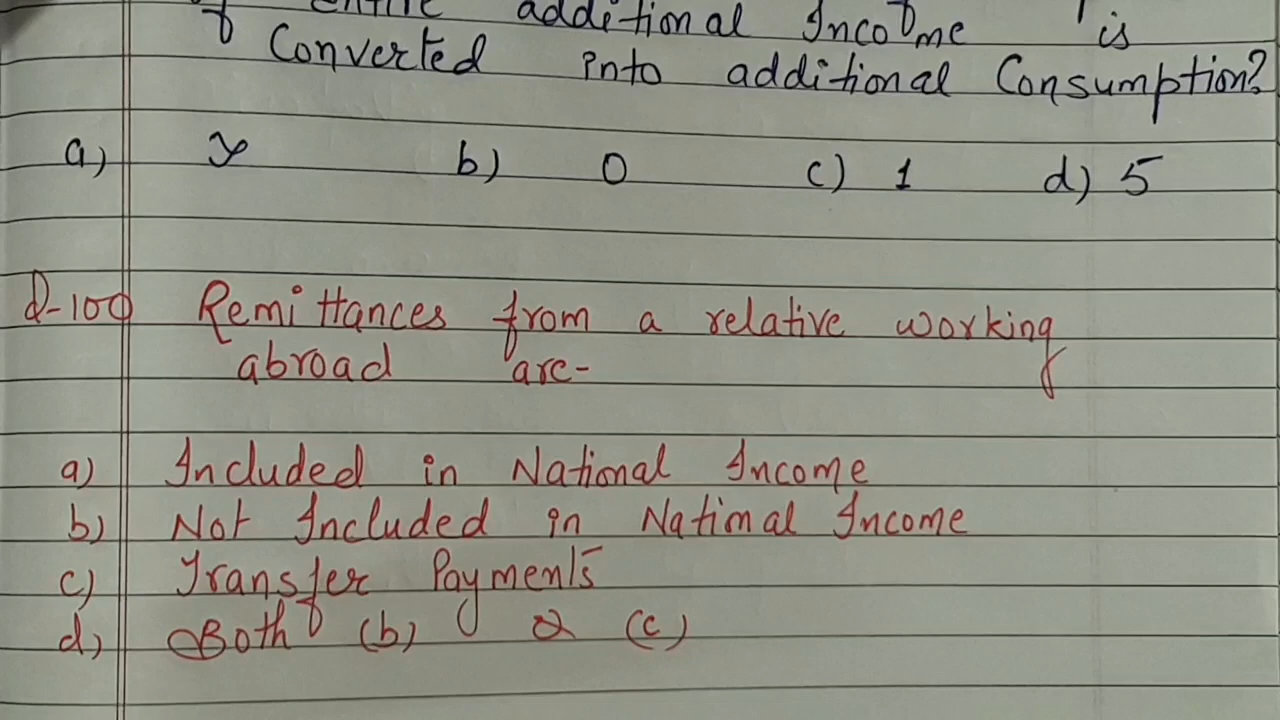 entire additional Income is
Converted into additional Consumption?
a) b) 0 c) 1 d) 5
Q-100 Remittances from a relative working
abroad are-
a) Included in National Income
b) Not Included in National Income
c) Transfer Payments
d) Both (b) & (c)